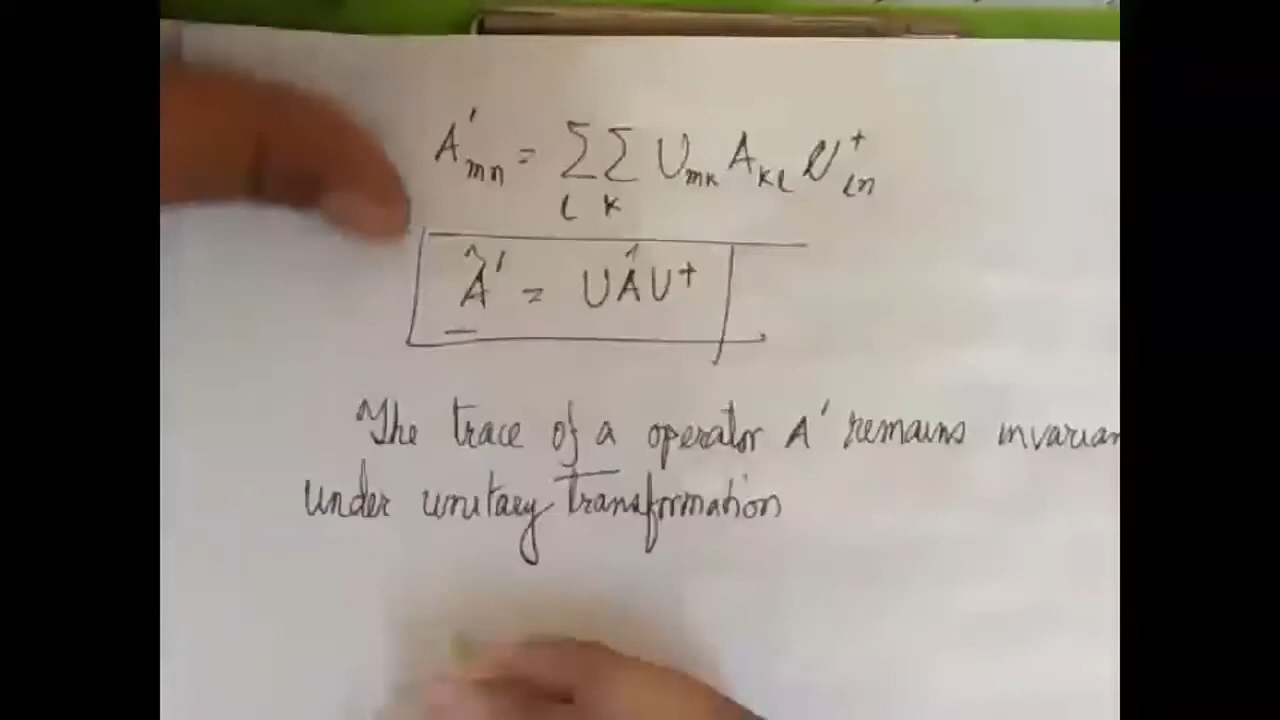 A'mn = Σ Σ Umk Akl U+ln
l k
Â' = UÂU+
The trace of a operator A' remains invarian
under unitary transformation